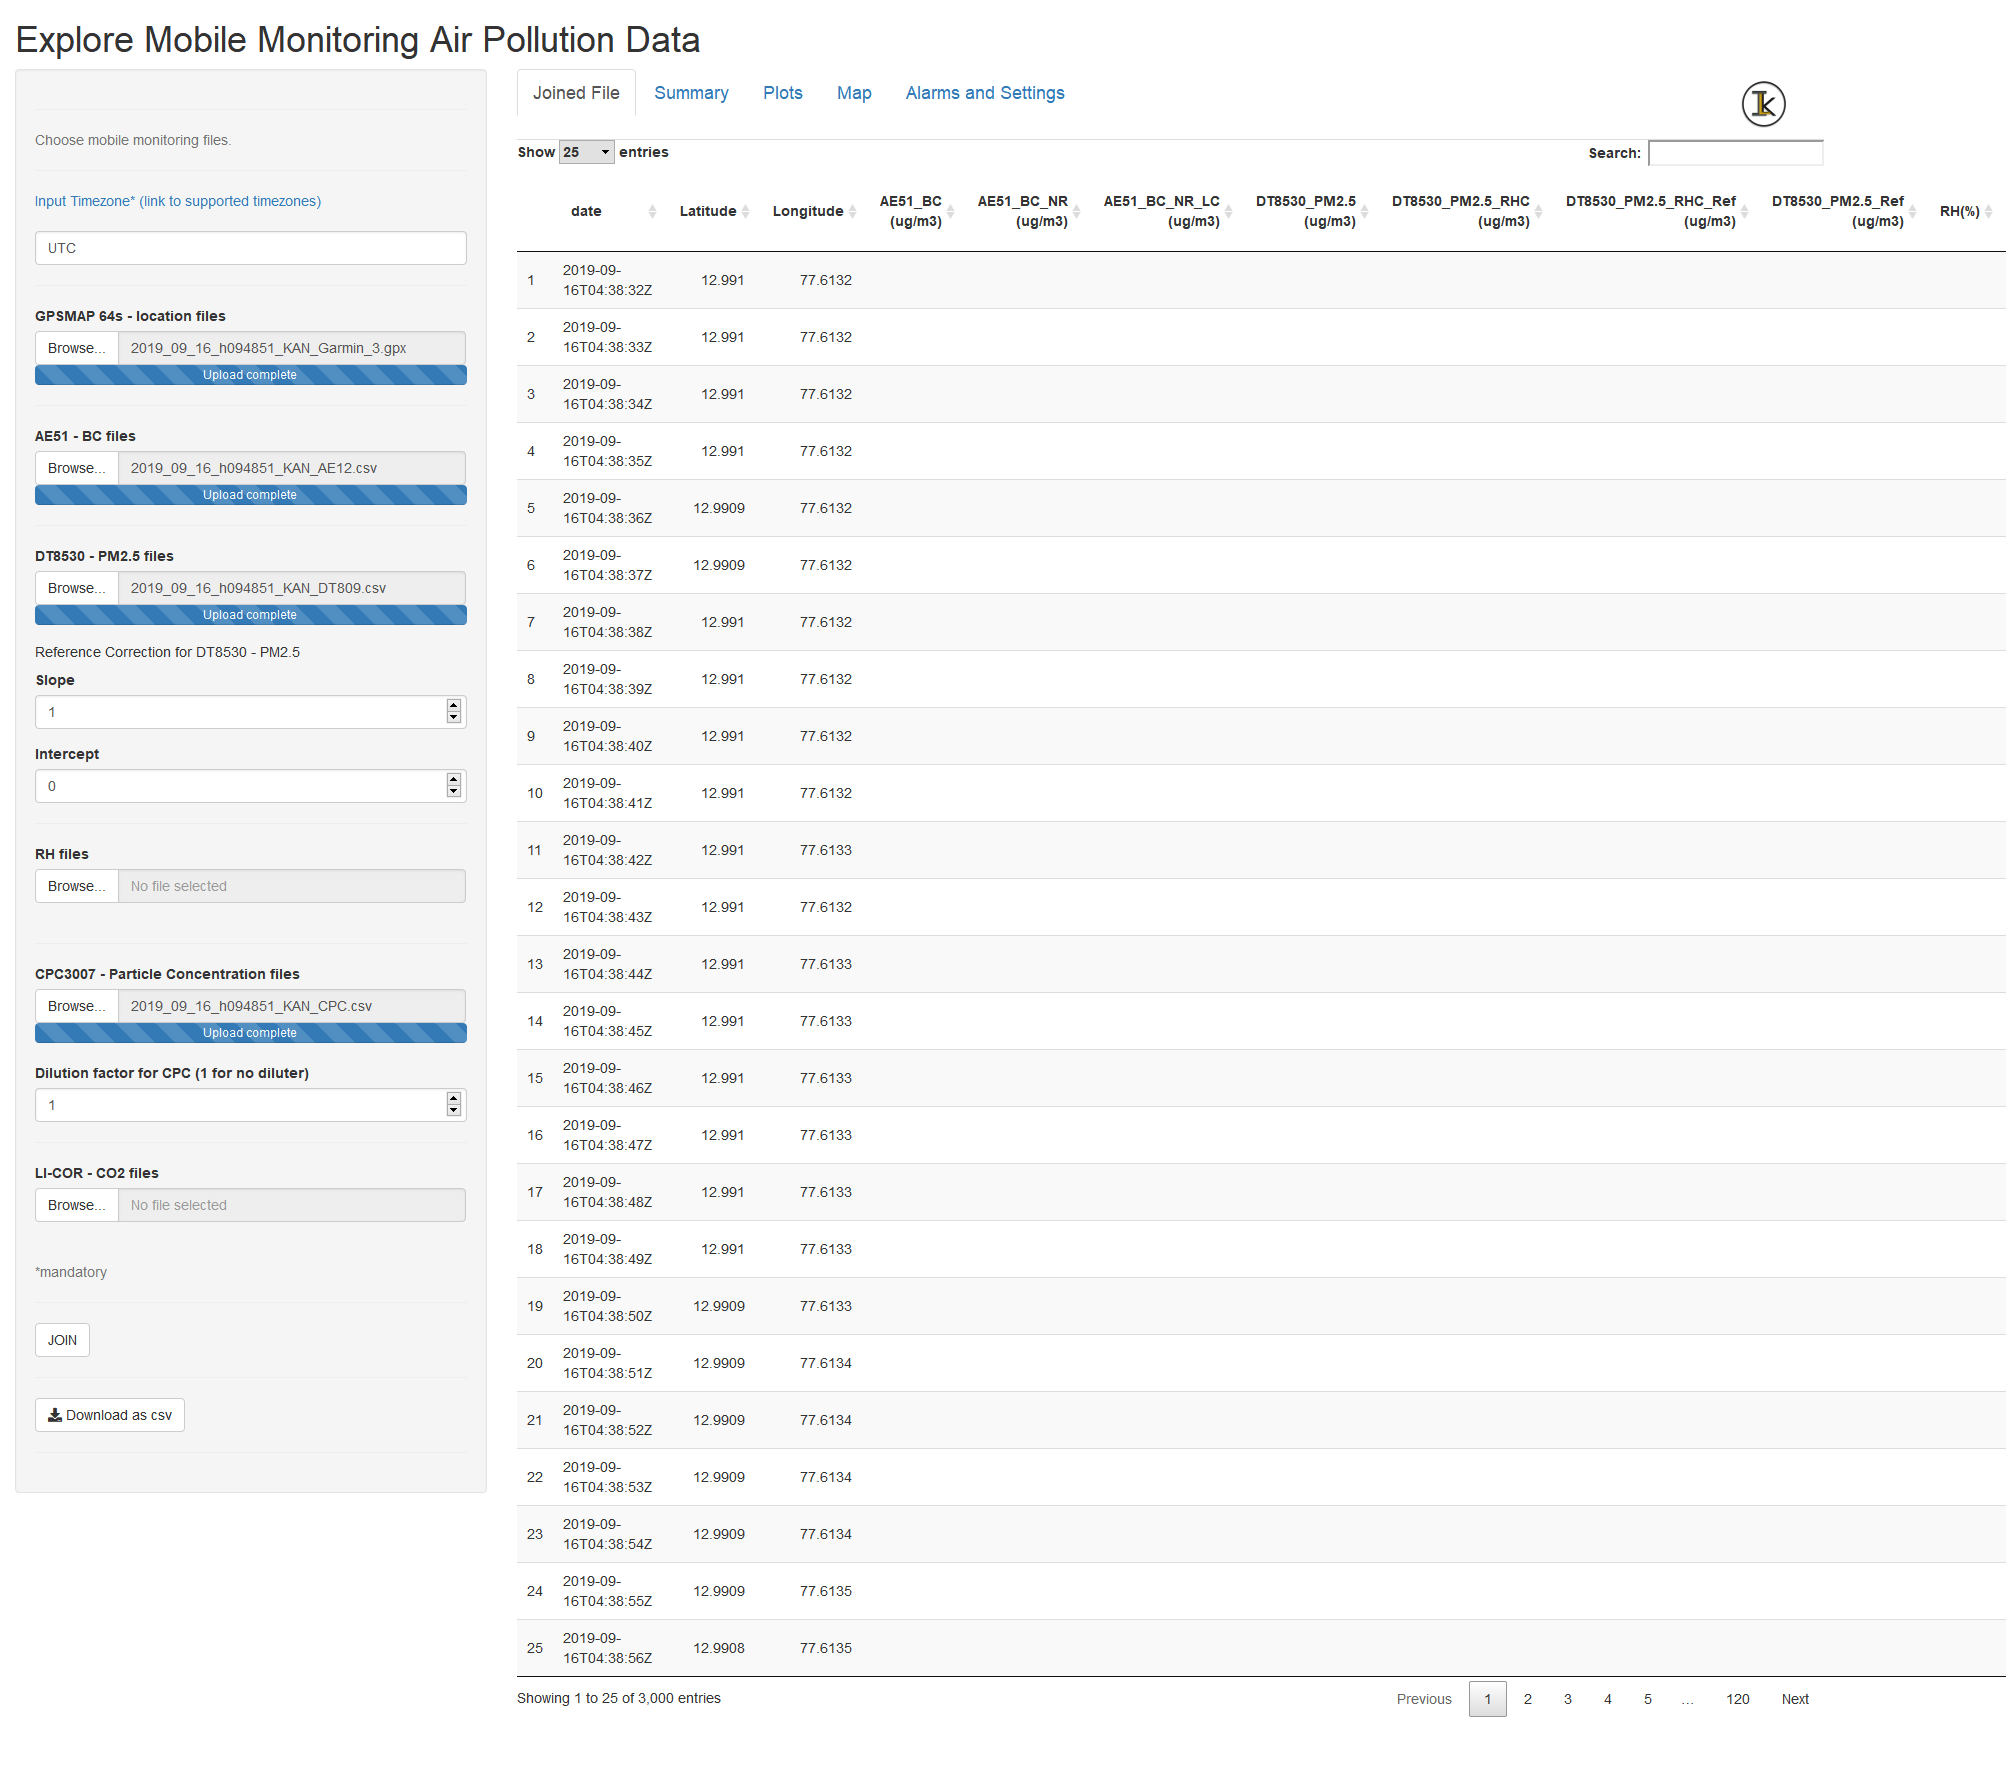 Explore Mobile Monitoring Air Pollution Data
Choose mobile monitoring files.
Input Timezone* (link to supported timezones)
UTC
GPSMAP 64s - location files
Browse... 2019_09_16_h094851_KAN_Garmin_3.gpx
Upload complete
AE51 - BC files
Browse... 2019_09_16_h094851_KAN_AE12.csv
Upload complete
DT8530 - PM2.5 files
Browse... 2019_09_16_h094851_KAN_DT809.csv
Upload complete
Reference Correction for DT8530 - PM2.5
Slope
1
Intercept
0
RH files
Browse... No file selected
CPC3007 - Particle Concentration files
Browse... 2019_09_16_h094851_KAN_CPC.csv
Upload complete
Dilution factor for CPC (1 for no diluter)
1
LI-COR - CO2 files
Browse... No file selected
*mandatory
JOIN
Download as csv
Joined File Summary Plots Map Alarms and Settings
Ik
Show 25 entries Search:
date Latitude Longitude AE51_BC (ug/m3) AE51_BC_NR (ug/m3) AE51_BC_NR_LC (ug/m3) DT8530_PM2.5 (ug/m3) DT8530_PM2.5_RHC (ug/m3) DT8530_PM2.5_RHC_Ref (ug/m3) DT8530_PM2.5_Ref (ug/m3) RH(%)
1 2019-09-16T04:38:32Z 12.991 77.6132
2 2019-09-16T04:38:33Z 12.991 77.6132
3 2019-09-16T04:38:34Z 12.991 77.6132
4 2019-09-16T04:38:35Z 12.991 77.6132
5 2019-09-16T04:38:36Z 12.9909 77.6132
6 2019-09-16T04:38:37Z 12.9909 77.6132
7 2019-09-16T04:38:38Z 12.991 77.6132
8 2019-09-16T04:38:39Z 12.991 77.6132
9 2019-09-16T04:38:40Z 12.991 77.6132
10 2019-09-16T04:38:41Z 12.991 77.6132
11 2019-09-16T04:38:42Z 12.991 77.6133
12 2019-09-16T04:38:43Z 12.991 77.6132
13 2019-09-16T04:38:44Z 12.991 77.6133
14 2019-09-16T04:38:45Z 12.991 77.6133
15 2019-09-16T04:38:46Z 12.991 77.6133
16 2019-09-16T04:38:47Z 12.991 77.6133
17 2019-09-16T04:38:48Z 12.991 77.6133
18 2019-09-16T04:38:49Z 12.991 77.6133
19 2019-09-16T04:38:50Z 12.9909 77.6133
20 2019-09-16T04:38:51Z 12.9909 77.6134
21 2019-09-16T04:38:52Z 12.9909 77.6134
22 2019-09-16T04:38:53Z 12.9909 77.6134
23 2019-09-16T04:38:54Z 12.9909 77.6134
24 2019-09-16T04:38:55Z 12.9909 77.6135
25 2019-09-16T04:38:56Z 12.9908 77.6135
Showing 1 to 25 of 3,000 entries Previous 1 2 3 4 5 … 120 Next